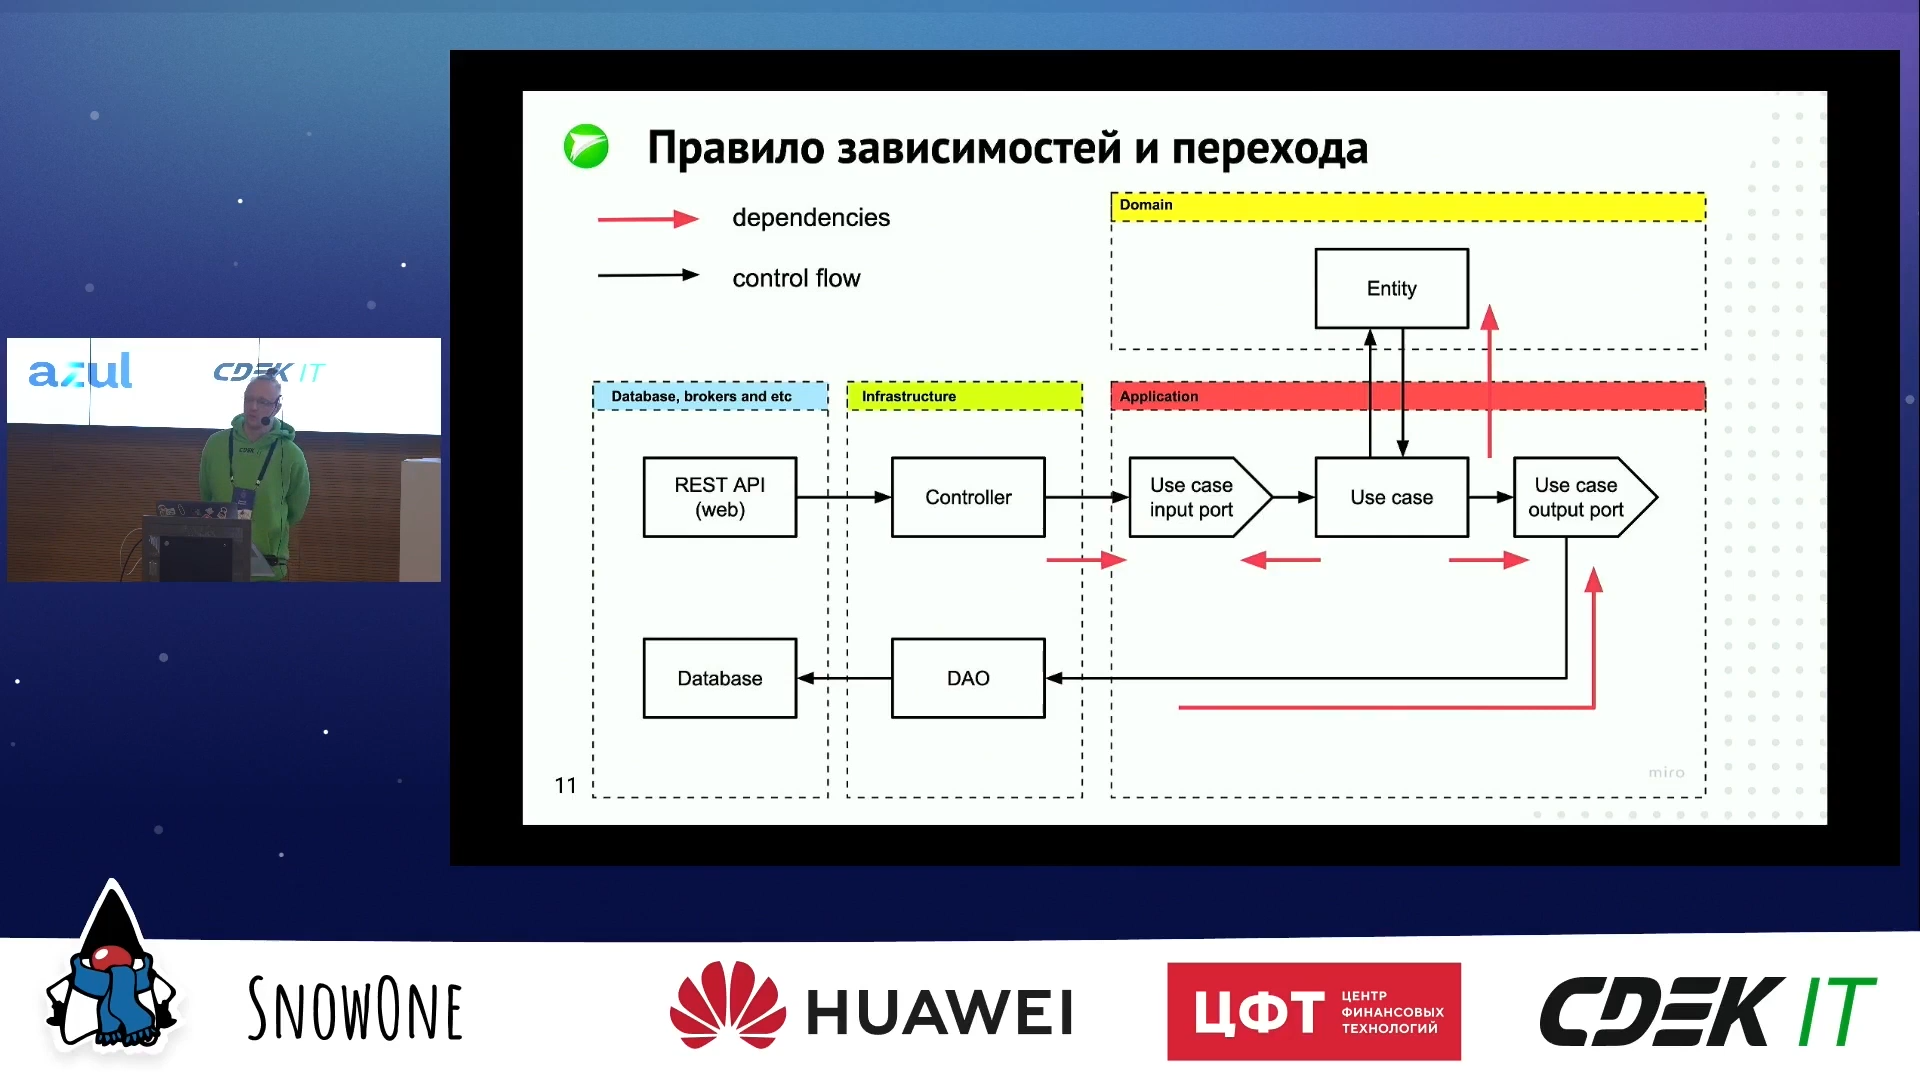 Правило зависимостей и перехода
dependencies
control flow
Domain
Entity
Database, brokers and etc
Infrastructure
Application
REST API
(web)
Controller
Use case
input port
Use case
Use case
output port
Database
DAO
miro
11
azul
CDEK IT
SNOWONE
HUAWEI
ЦФТ
ЦЕНТР
ФИНАНСОВЫХ
ТЕХНОЛОГИЙ
CDEK IT